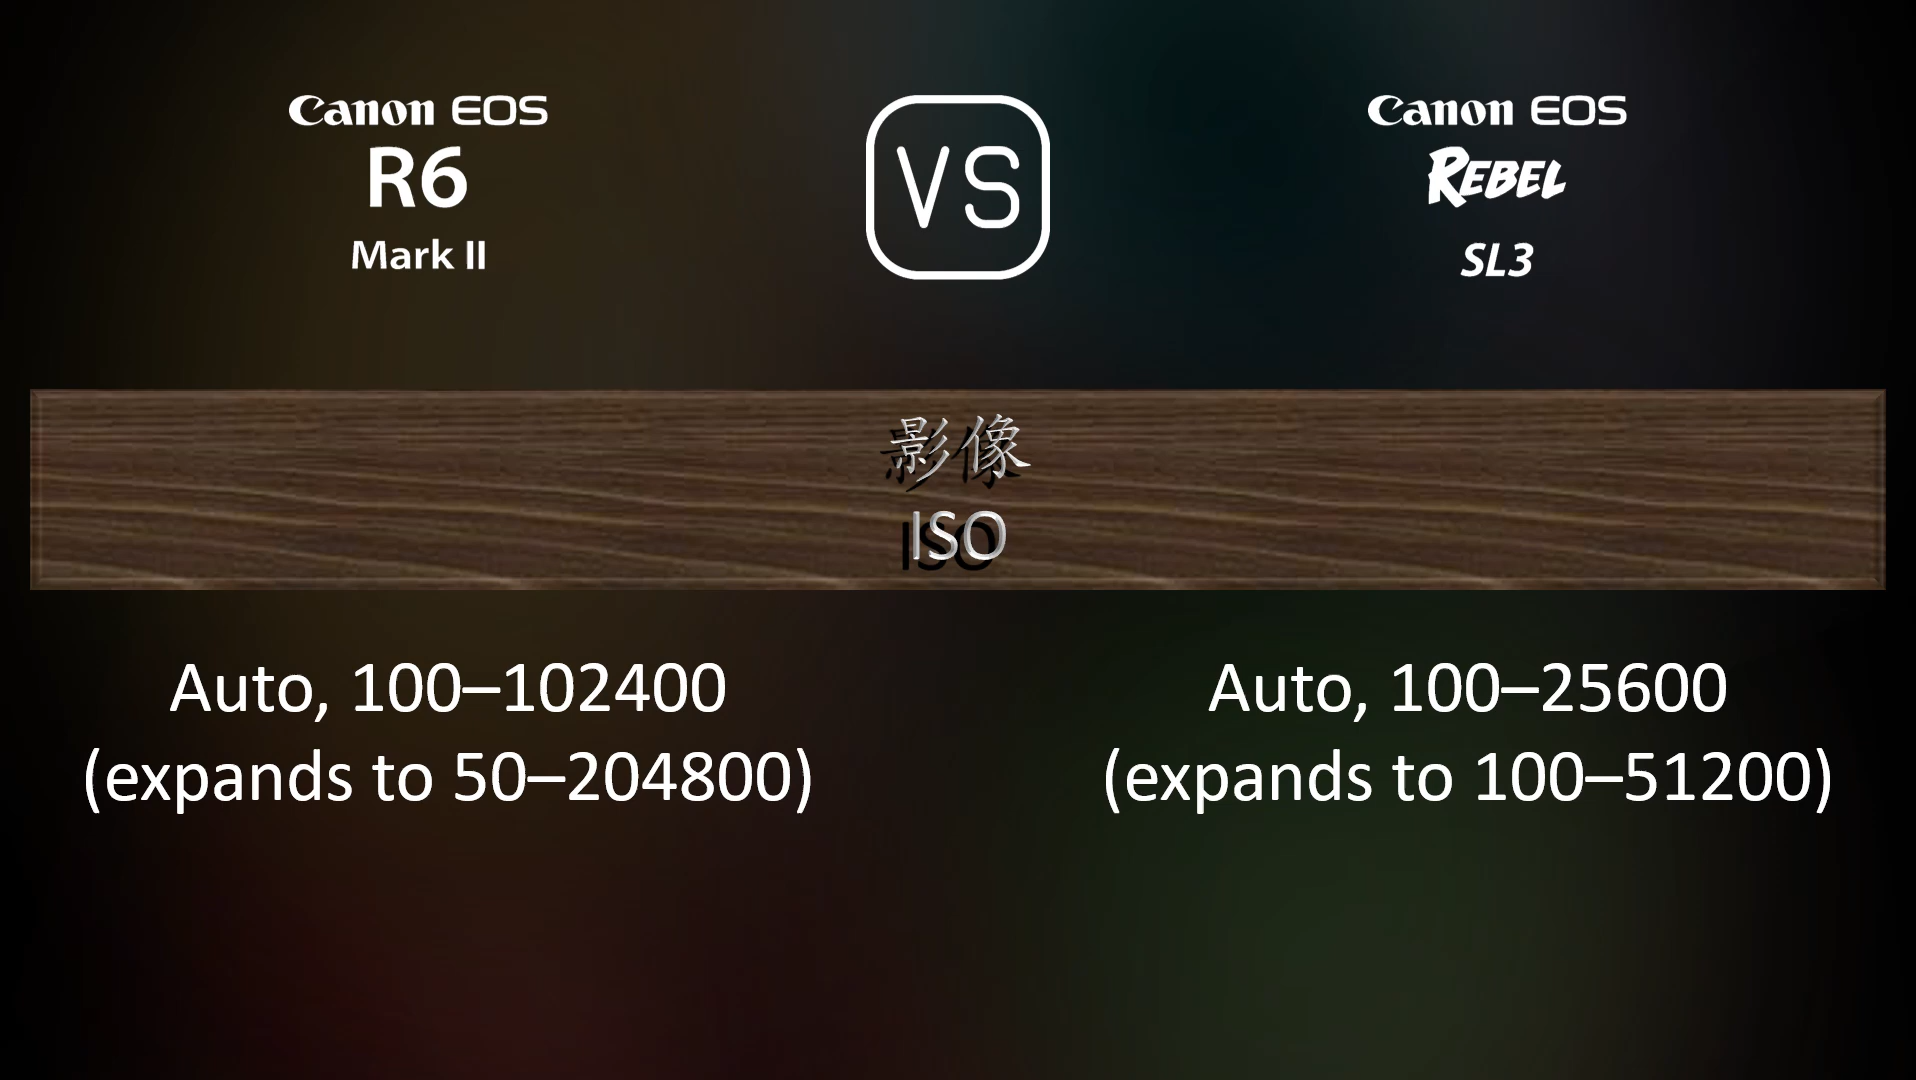 Canon EOS
R6
Mark II
VS
Canon EOS
REBEL
SL3
影像
ISO
Auto, 100–102400
(expands to 50–204800)
Auto, 100–25600
(expands to 100–51200)